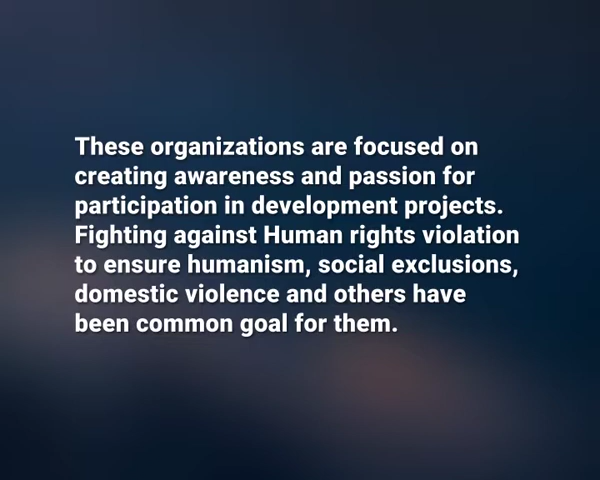 These organizations are focused on
creating awareness and passion for
participation in development projects.
Fighting against Human rights violation
to ensure humanism, social exclusions,
domestic violence and others have
been common goal for them.